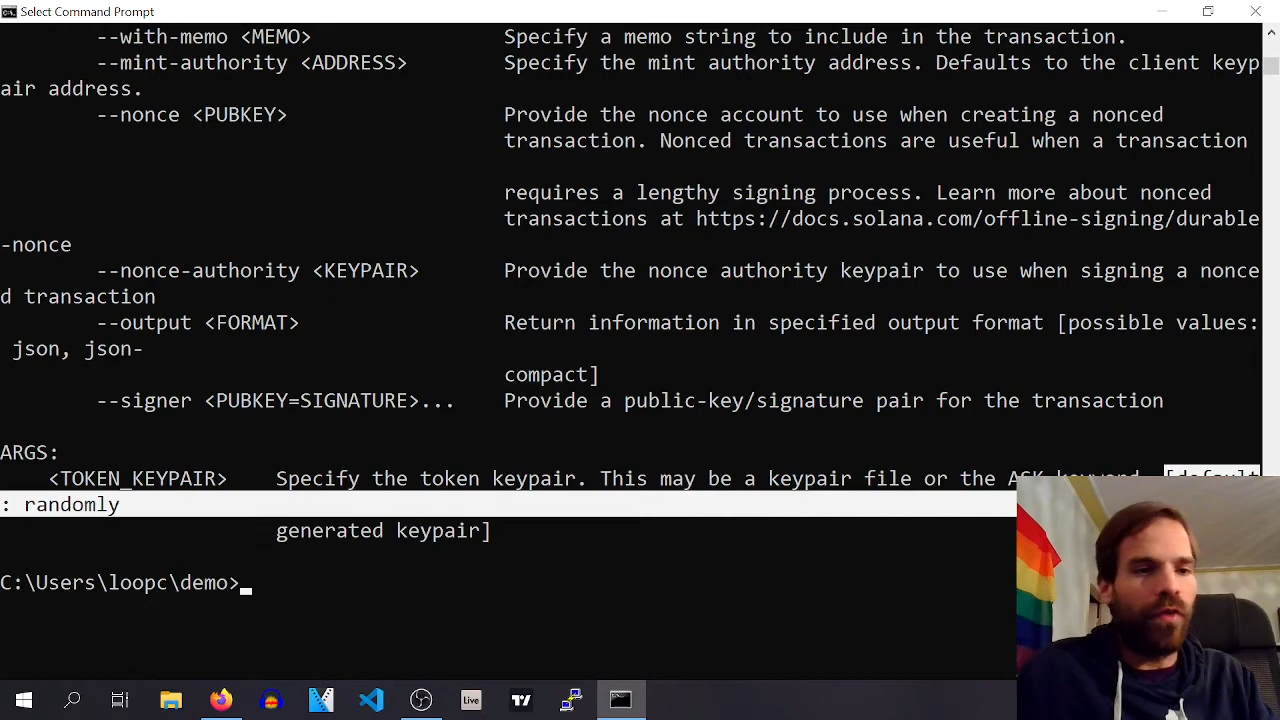 Select Command Prompt
--with-memo <MEMO> Specify a memo string to include in the transaction.
--mint-authority <ADDRESS> Specify the mint authority address. Defaults to the client keyp
air address.
--nonce <PUBKEY> Provide the nonce account to use when creating a nonced
transaction. Nonced transactions are useful when a transaction
requires a lengthy signing process. Learn more about nonced
transactions at https://docs.solana.com/offline-signing/durable
-nonce
--nonce-authority <KEYPAIR> Provide the nonce authority keypair to use when signing a nonce
d transaction
--output <FORMAT> Return information in specified output format [possible values:
json, json-
compact]
--signer <PUBKEY=SIGNATURE>... Provide a public-key/signature pair for the transaction
ARGS:
<TOKEN_KEYPAIR> Specify the token keypair. This may be a keypair file or the ASK keyword. [default
: randomly
generated keypair]
C:\Users\loopc\demo>
Live